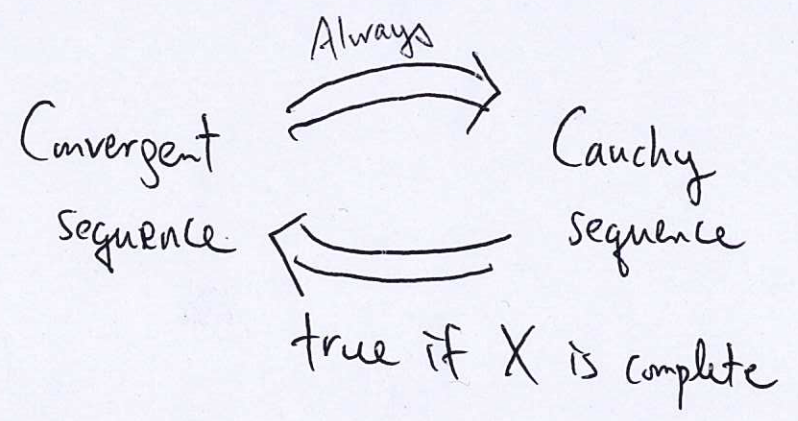 Always
Convergent
sequence
Cauchy
sequence
true if X is complete